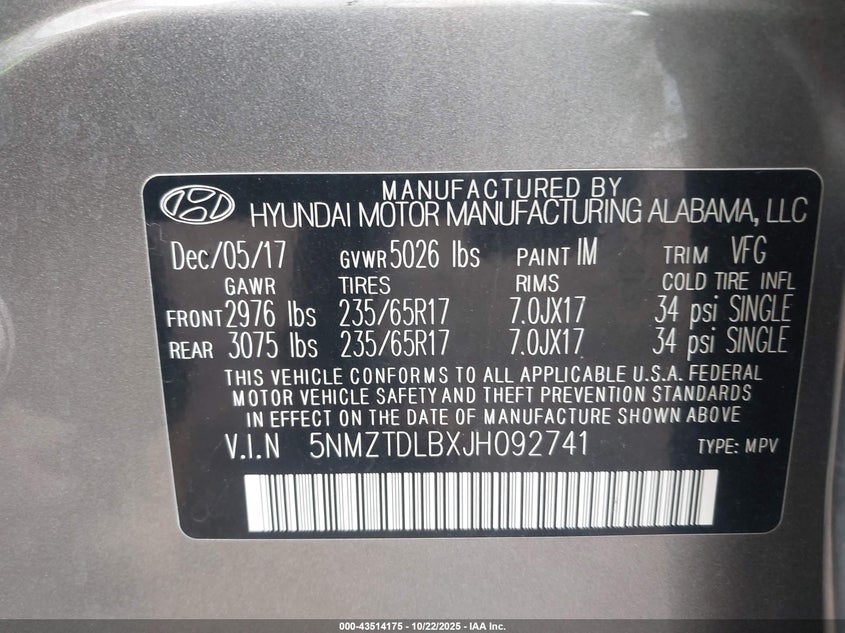 MANUFACTURED BY
HYUNDAI MOTOR MANUFACTURING ALABAMA, LLC
Dec/05/17 GVWR 5026 lbs PAINT IM TRIM VFG
GAWR TIRES RIMS COLD TIRE INFL
FRONT 2976 lbs 235/65R17 7.0JX17 34 psi SINGLE
REAR 3075 lbs 235/65R17 7.0JX17 34 psi SINGLE
THIS VEHICLE CONFORMS TO ALL APPLICABLE U.S.A. FEDERAL
MOTOR VEHICLE SAFETY AND THEFT PREVENTION STANDARDS
IN EFFECT ON THE DATE OF MANUFACTURE SHOWN ABOVE
V.I.N 5NMZTDLBXJH092741 TYPE: MPV
000-43514175 - 10/22/2025 - IAA Inc.